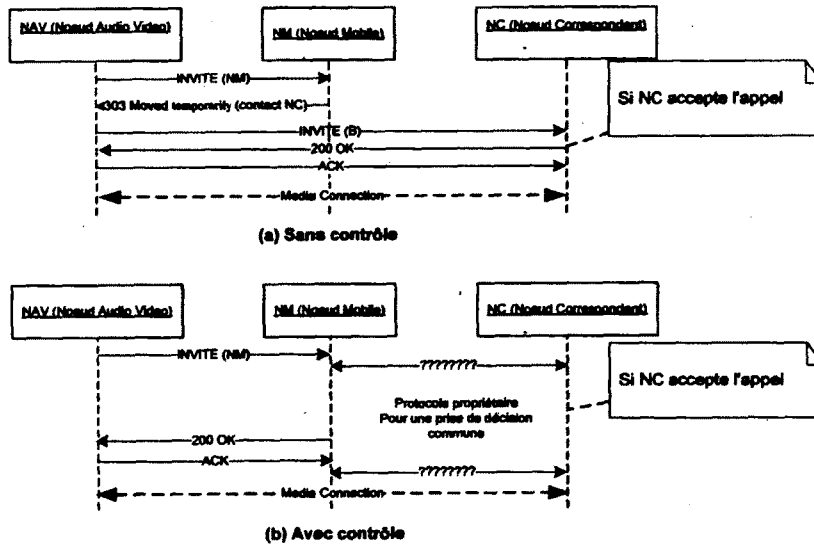 NAV (Noeud Audio Video)
NM (Noeud Mobile)
NC (Noeud Correspondant)
INVITE (NM)
303 Moved temporarily (contact NC)
INVITE (B)
200 OK
ACK
Media Connection
Si NC accepte l'appel
(a) Sans contrôle
NAV (Noeud Audio Video)
NM (Noeud Mobile)
NC (Noeud Correspondant)
INVITE (NM)
????????
Protocole propriétaire
Pour une prise de décision
commune
200 OK
ACK
????????
Media Connection
Si NC accepte l'appel
(b) Avec contrôle